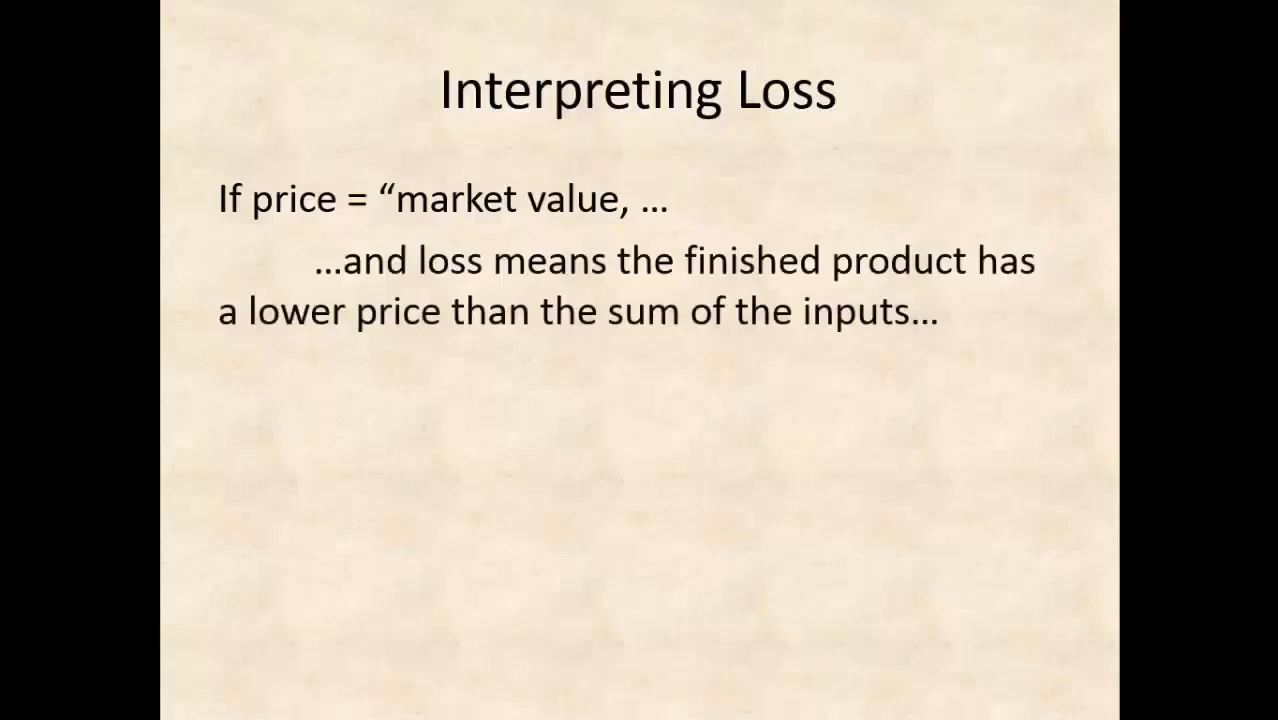 Interpreting Loss
If price = “market value, ...
...and loss means the finished product has
a lower price than the sum of the inputs...